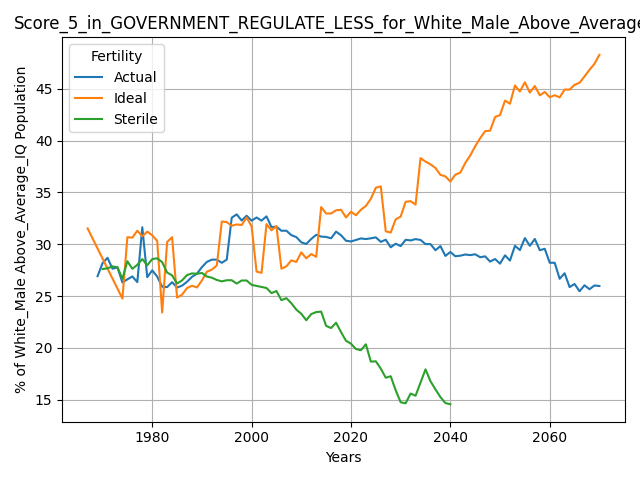 Score_5_in_GOVERNMENT_REGULATE_LESS_for_White_Male_Above_Average
Fertility
Actual
Ideal
Sterile
% of White_Male Above_Average_IQ Population
45
40
35
30
25
20
15
1980
2000
2020
2040
2060
Years